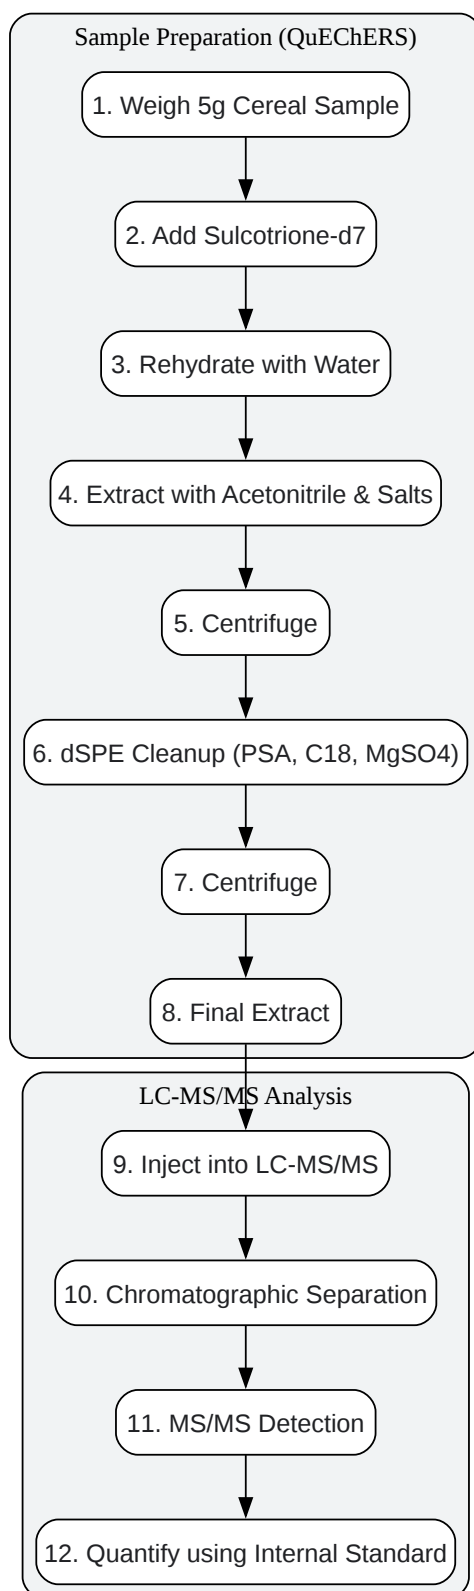 Sample Preparation (QuEChERS)
1. Weigh 5g Cereal Sample
2. Add Sulcotrione-d7
3. Rehydrate with Water
4. Extract with Acetonitrile & Salts
5. Centrifuge
6. dSPE Cleanup (PSA, C18, MgSO4)
7. Centrifuge
8. Final Extract
LC-MS/MS Analysis
9. Inject into LC-MS/MS
10. Chromatographic Separation
11. MS/MS Detection
12. Quantify using Internal Standard